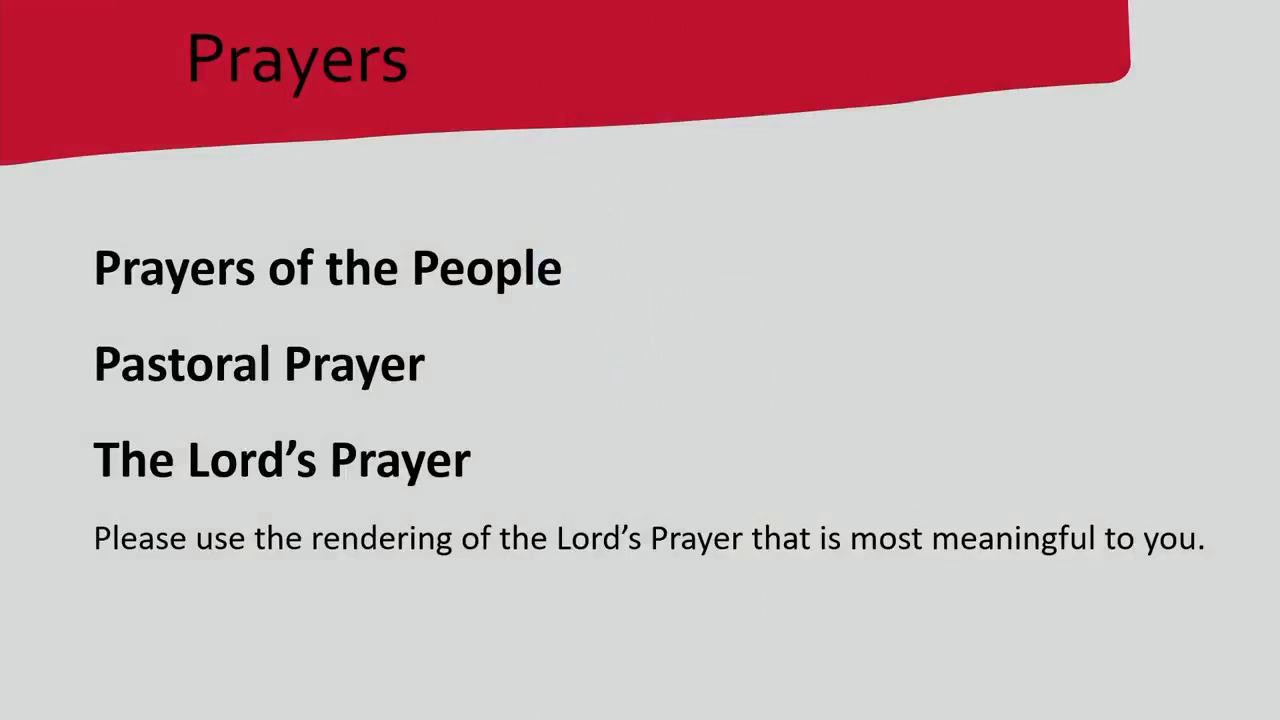 Prayers
Prayers of the People
Pastoral Prayer
The Lord’s Prayer
Please use the rendering of the Lord’s Prayer that is most meaningful to you.